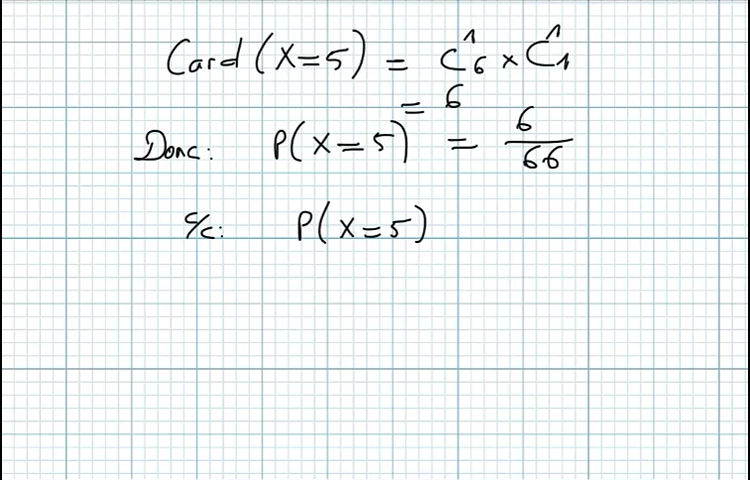 Card (X=5) = C¹₆ × C¹₁
= 6
Donc: P(X=5) = 6/66
c/c: P(X=5)